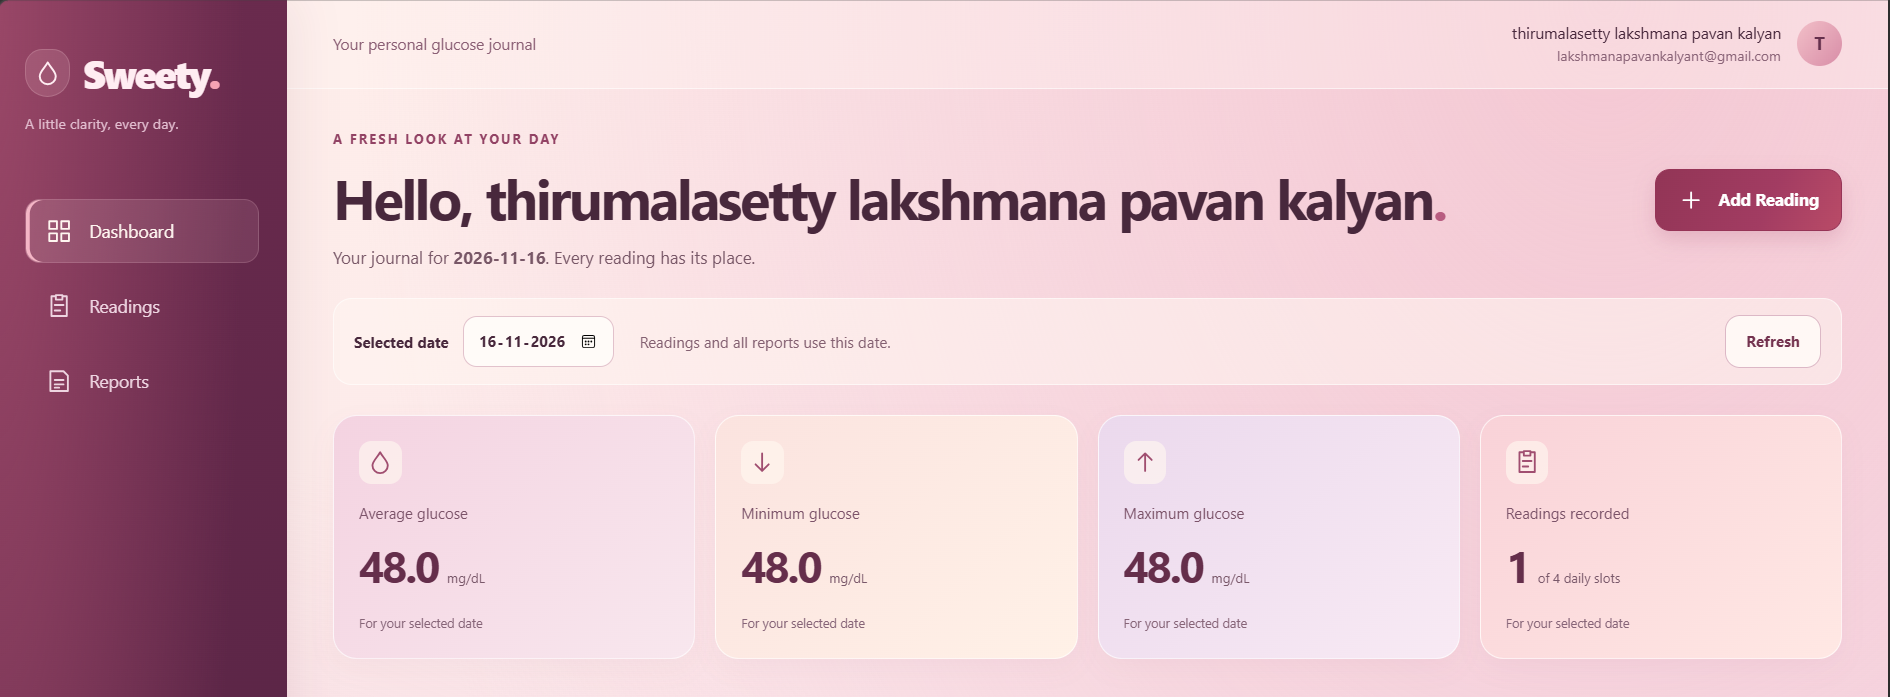 Sweety.
A little clarity, every day.
Dashboard
Readings
Reports
Your personal glucose journal
thirumalasetty lakshmana pavan kalyan
lakshmanapavankalyant@gmail.com
T
A FRESH LOOK AT YOUR DAY
Hello, thirumalasetty lakshmana pavan kalyan.
Add Reading
Your journal for 2026-11-16. Every reading has its place.
Selected date 16-11-2026 Readings and all reports use this date. Refresh
Average glucose
48.0 mg/dL
For your selected date
Minimum glucose
48.0 mg/dL
For your selected date
Maximum glucose
48.0 mg/dL
For your selected date
Readings recorded
1 of 4 daily slots
For your selected date